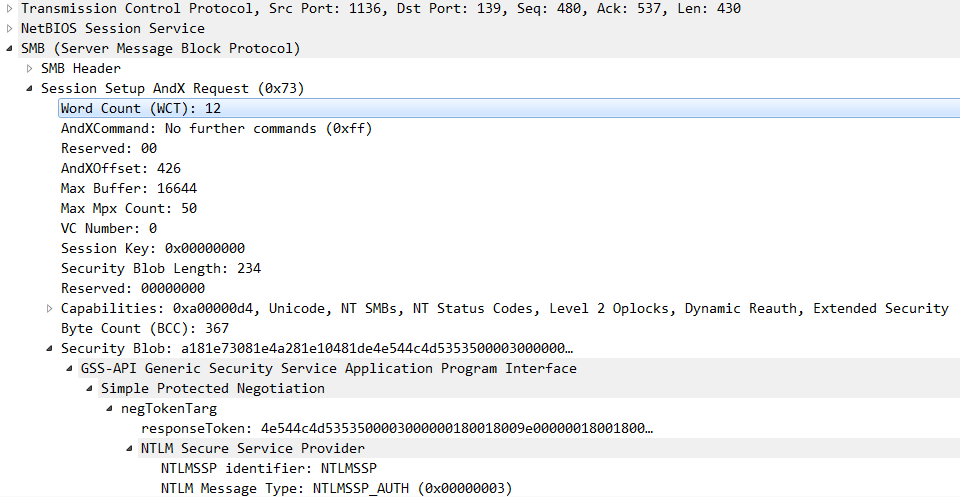 Transmission Control Protocol, Src Port: 1136, Dst Port: 139, Seq: 480, Ack: 537, Len: 430
NetBIOS Session Service
SMB (Server Message Block Protocol)
SMB Header
Session Setup AndX Request (0x73)
Word Count (WCT): 12
AndXCommand: No further commands (0xff)
Reserved: 00
AndXOffset: 426
Max Buffer: 16644
Max Mpx Count: 50
VC Number: 0
Session Key: 0x00000000
Security Blob Length: 234
Reserved: 00000000
Capabilities: 0xa00000d4, Unicode, NT SMBs, NT Status Codes, Level 2 Oplocks, Dynamic Reauth, Extended Security
Byte Count (BCC): 367
Security Blob: a181e73081e4a281e10481de4e544c4d5353500003000000…
GSS-API Generic Security Service Application Program Interface
Simple Protected Negotiation
negTokenTarg
responseToken: 4e544c4d53535000030000001800180​09e00000018001800…
NTLM Secure Service Provider
NTLMSSP identifier: NTLMSSP
NTLM Message Type: NTLMSSP_AUTH (0x00000003)